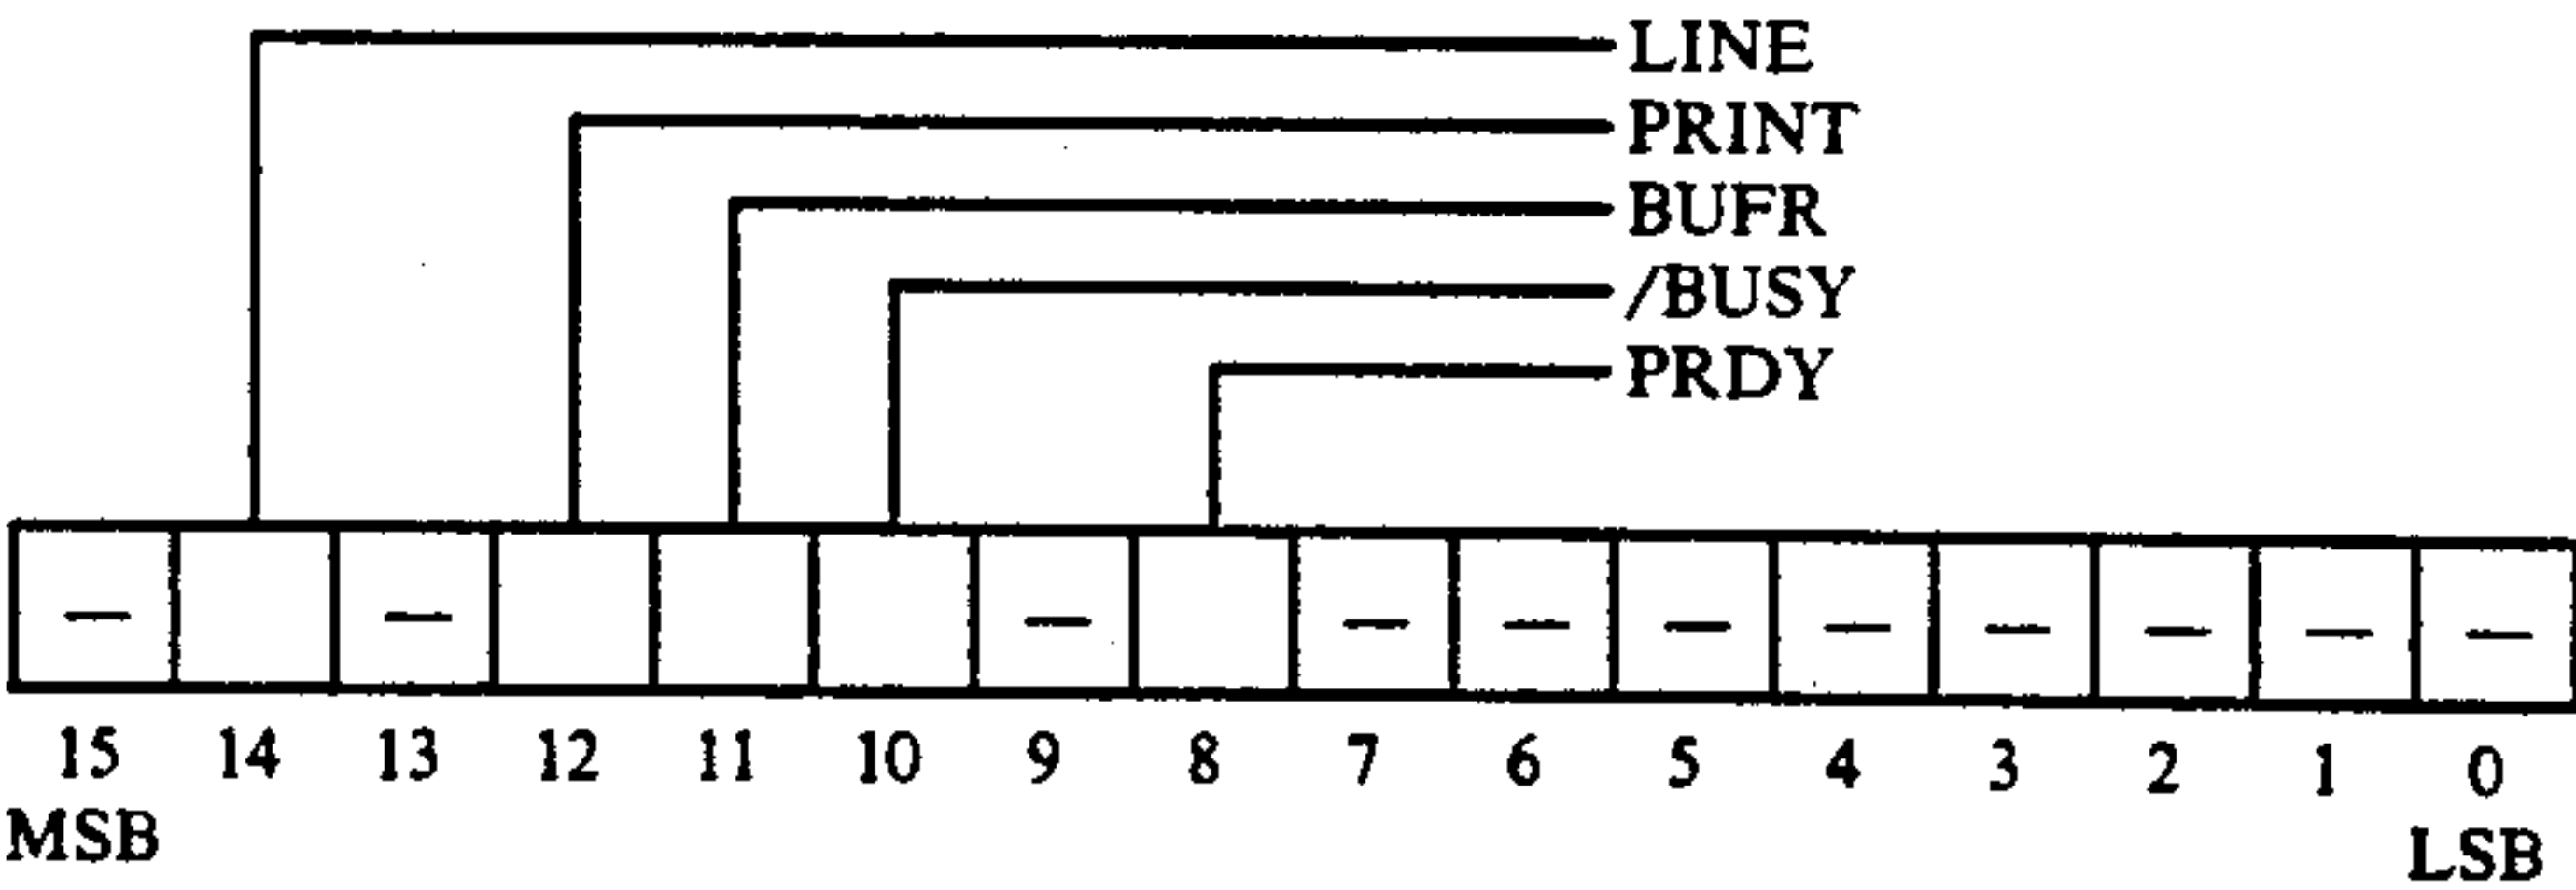 LINE
PRINT
BUFR
/BUSY
PRDY
— — — — — — — — — — —
15 14 13 12 11 10 9 8 7 6 5 4 3 2 1 0
MSB LSB